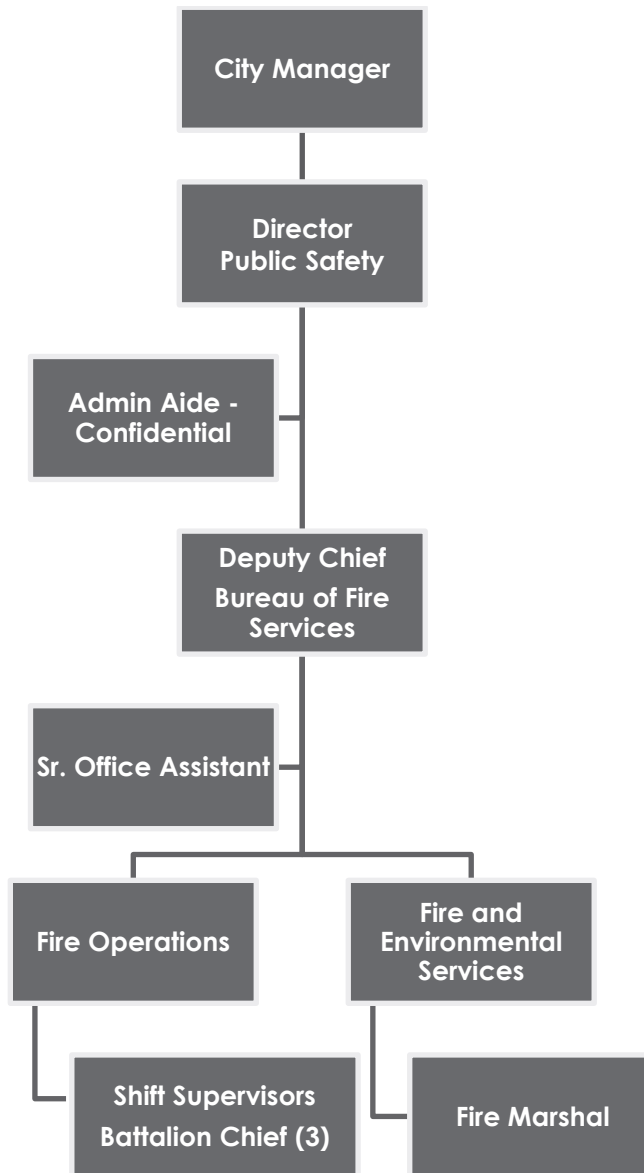 City Manager
Director
Public Safety
Admin Aide -
Confidential
Deputy Chief
Bureau of Fire
Services
Sr. Office Assistant
Fire Operations
Fire and
Environmental
Services
Shift Supervisors
Battalion Chief (3)
Fire Marshal